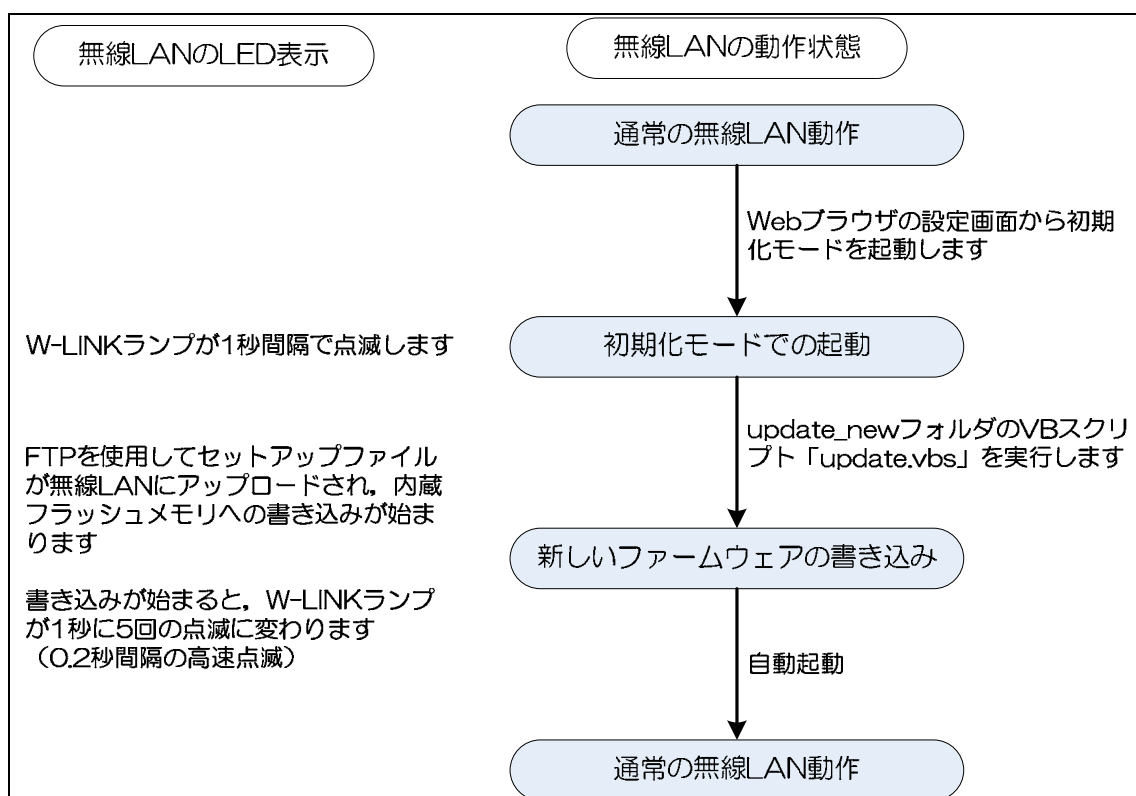 無線LANのLED表示
無線LANの動作状態
通常の無線LAN動作
Webブラウザの設定画面から初期
化モードを起動します
W-LINKランプが1秒間隔で点滅します
初期化モードでの起動
update_newフォルダのVBスクリ
プト「update.vbs」を実行します
FTPを使用してセットアップファイル
が無線LANにアップロードされ，内蔵
フラッシュメモリへの書き込みが始ま
ります
新しいファームウェアの書き込み
書き込みが始まると，W-LINKランプ
が1秒に5回の点滅に変わります
（0.2秒間隔の高速点滅）
自動起動
通常の無線LAN動作